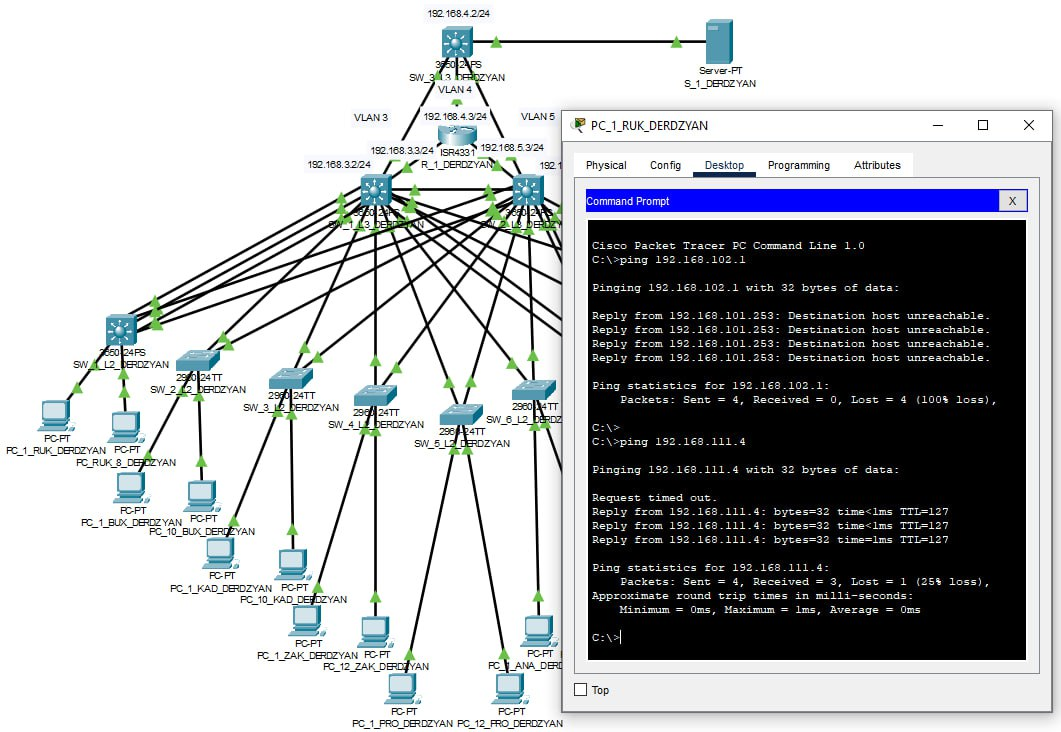 192.168.4.2/24
3650-24PS
SW_3_L3_DERDZYAN
Server-PT
S_1_DERDZYAN
VLAN 4
VLAN 3
192.168.4.3/24
VLAN 5
ISR4331
R_1_DERDZYAN
192.168.3.3/24
192.168.5.3/24
192.168.3.2/24
192.1
3650-24PS
SW_1_L3_DERDZYAN
3650-24PS
SW_2_L3_DERDZY
3650-24PS
SW_1_L2_DERDZYAN
2960-24TT
SW_2_L2_DERDZYAN
2960-24TT
SW_3_L2_DERDZYAN
2960-24TT
SW_4_L2_DERDZYAN
2960-24TT
SW_5_L2_DERDZYAN
2960-24TT
SW_6_L2_DERDZ
PC-PT
PC_1_RUK_DERDZYAN
PC-PT
PC_RUK_8_DERDZYAN
PC-PT
PC_1_BUX_DERDZYAN
PC-PT
PC_10_BUX_DERDZYAN
PC-PT
PC_1_KAD_DERDZYAN
PC-PT
PC_10_KAD_DERDZYAN
PC-PT
PC_1_ZAK_DERDZYAN
PC-PT
PC_12_ZAK_DERDZYAN
PC-PT
PC_1_ANA_DERD
PC-PT
PC_1_PRO_DERDZYAN
PC-PT
PC_12_PRO_DERDZYAN
PC_1_RUK_DERDZYAN
Physical Config Desktop Programming Attributes
Command Prompt X
Cisco Packet Tracer PC Command Line 1.0
C:\>ping 192.168.102.1
Pinging 192.168.102.1 with 32 bytes of data:
Reply from 192.168.101.253: Destination host unreachable.
Reply from 192.168.101.253: Destination host unreachable.
Reply from 192.168.101.253: Destination host unreachable.
Reply from 192.168.101.253: Destination host unreachable.
Ping statistics for 192.168.102.1:
Packets: Sent = 4, Received = 0, Lost = 4 (100% loss),
C:\>
C:\>ping 192.168.111.4
Pinging 192.168.111.4 with 32 bytes of data:
Request timed out.
Reply from 192.168.111.4: bytes=32 time<1ms TTL=127
Reply from 192.168.111.4: bytes=32 time<1ms TTL=127
Reply from 192.168.111.4: bytes=32 time=1ms TTL=127
Ping statistics for 192.168.111.4:
Packets: Sent = 4, Received = 3, Lost = 1 (25% loss),
Approximate round trip times in milli-seconds:
Minimum = 0ms, Maximum = 1ms, Average = 0ms
C:\>
Top